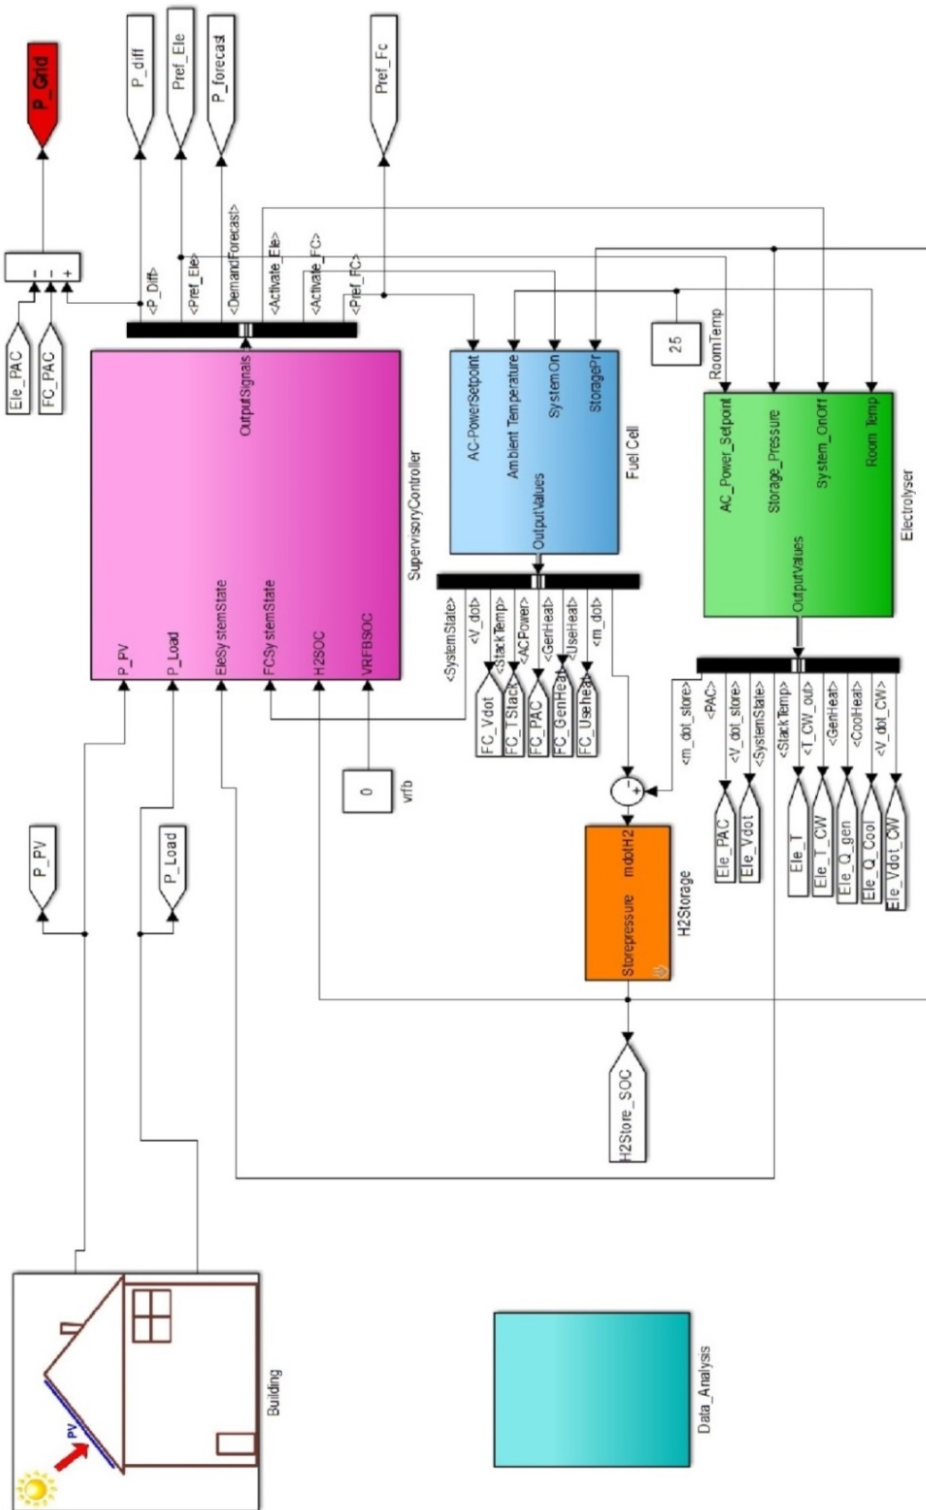 PV
Building
P_PV
P_Load
P_PV
P_Load
EleSystemState
FCSystemState
H2SOC
VRFBSOC
OutputSignals
SupervisoryController
0
vrfb
<P_Diff>
<Pref_Ele>
<DemandForecast>
<Activate_Ele>
<Activate_FC>
<Pref_FC>
Ele_PAC
FC_PAC
P_Grid
P_diff
Pref_Ele
P_forecast
Pref_Fc
AC-PowerSetpoint
Ambient Temperature
SystemOn
StoragePr
OutputValues
Fuel Cell
<SystemState>
<V_dot>
<StackTemp>
<ACPower>
<GenHeat>
<UseHeat>
<m_dot>
FC_Vdot
FC_TStack
FC_PAC
FC_GenHeat
FC_Useheat
25
RoomTemp
AC_Power_Setpoint
Storage_Pressure
System_OnOff
Room Temp
OutputValues
Electrolyser
<m_dot_store>
<PAC>
<V_dot_store>
<SystemState>
<StackTemp>
<T_CW_out>
<GenHeat>
<CoolHeat>
<V_dot_CW>
Ele_PAC
Ele_Vdot
Ele_T
Ele_T_CW
Ele_Q_gen
Ele_Q_Cool
Ele_Vdot_CW
Storepressure mdotH2
H2Storage
H2Store_SOC
Data_Analysis